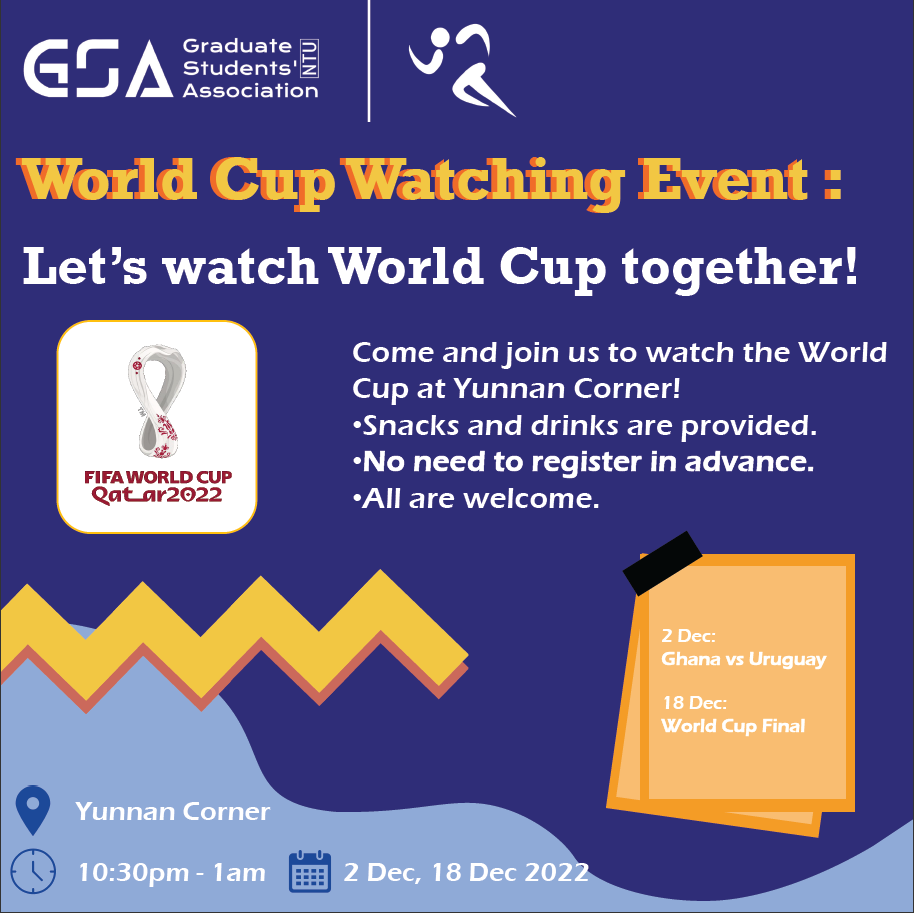 GSA
Graduate
Students'
Association
NTU
World Cup Watching Event :
Let's watch World Cup together!
TM
FIFA WORLD CUP
Qatar2022
Come and join us to watch the World
Cup at Yunnan Corner!
•Snacks and drinks are provided.
•No need to register in advance.
•All are welcome.
2 Dec:
Ghana vs Uruguay
18 Dec:
World Cup Final
Yunnan Corner
10:30pm - 1am
2 Dec, 18 Dec 2022